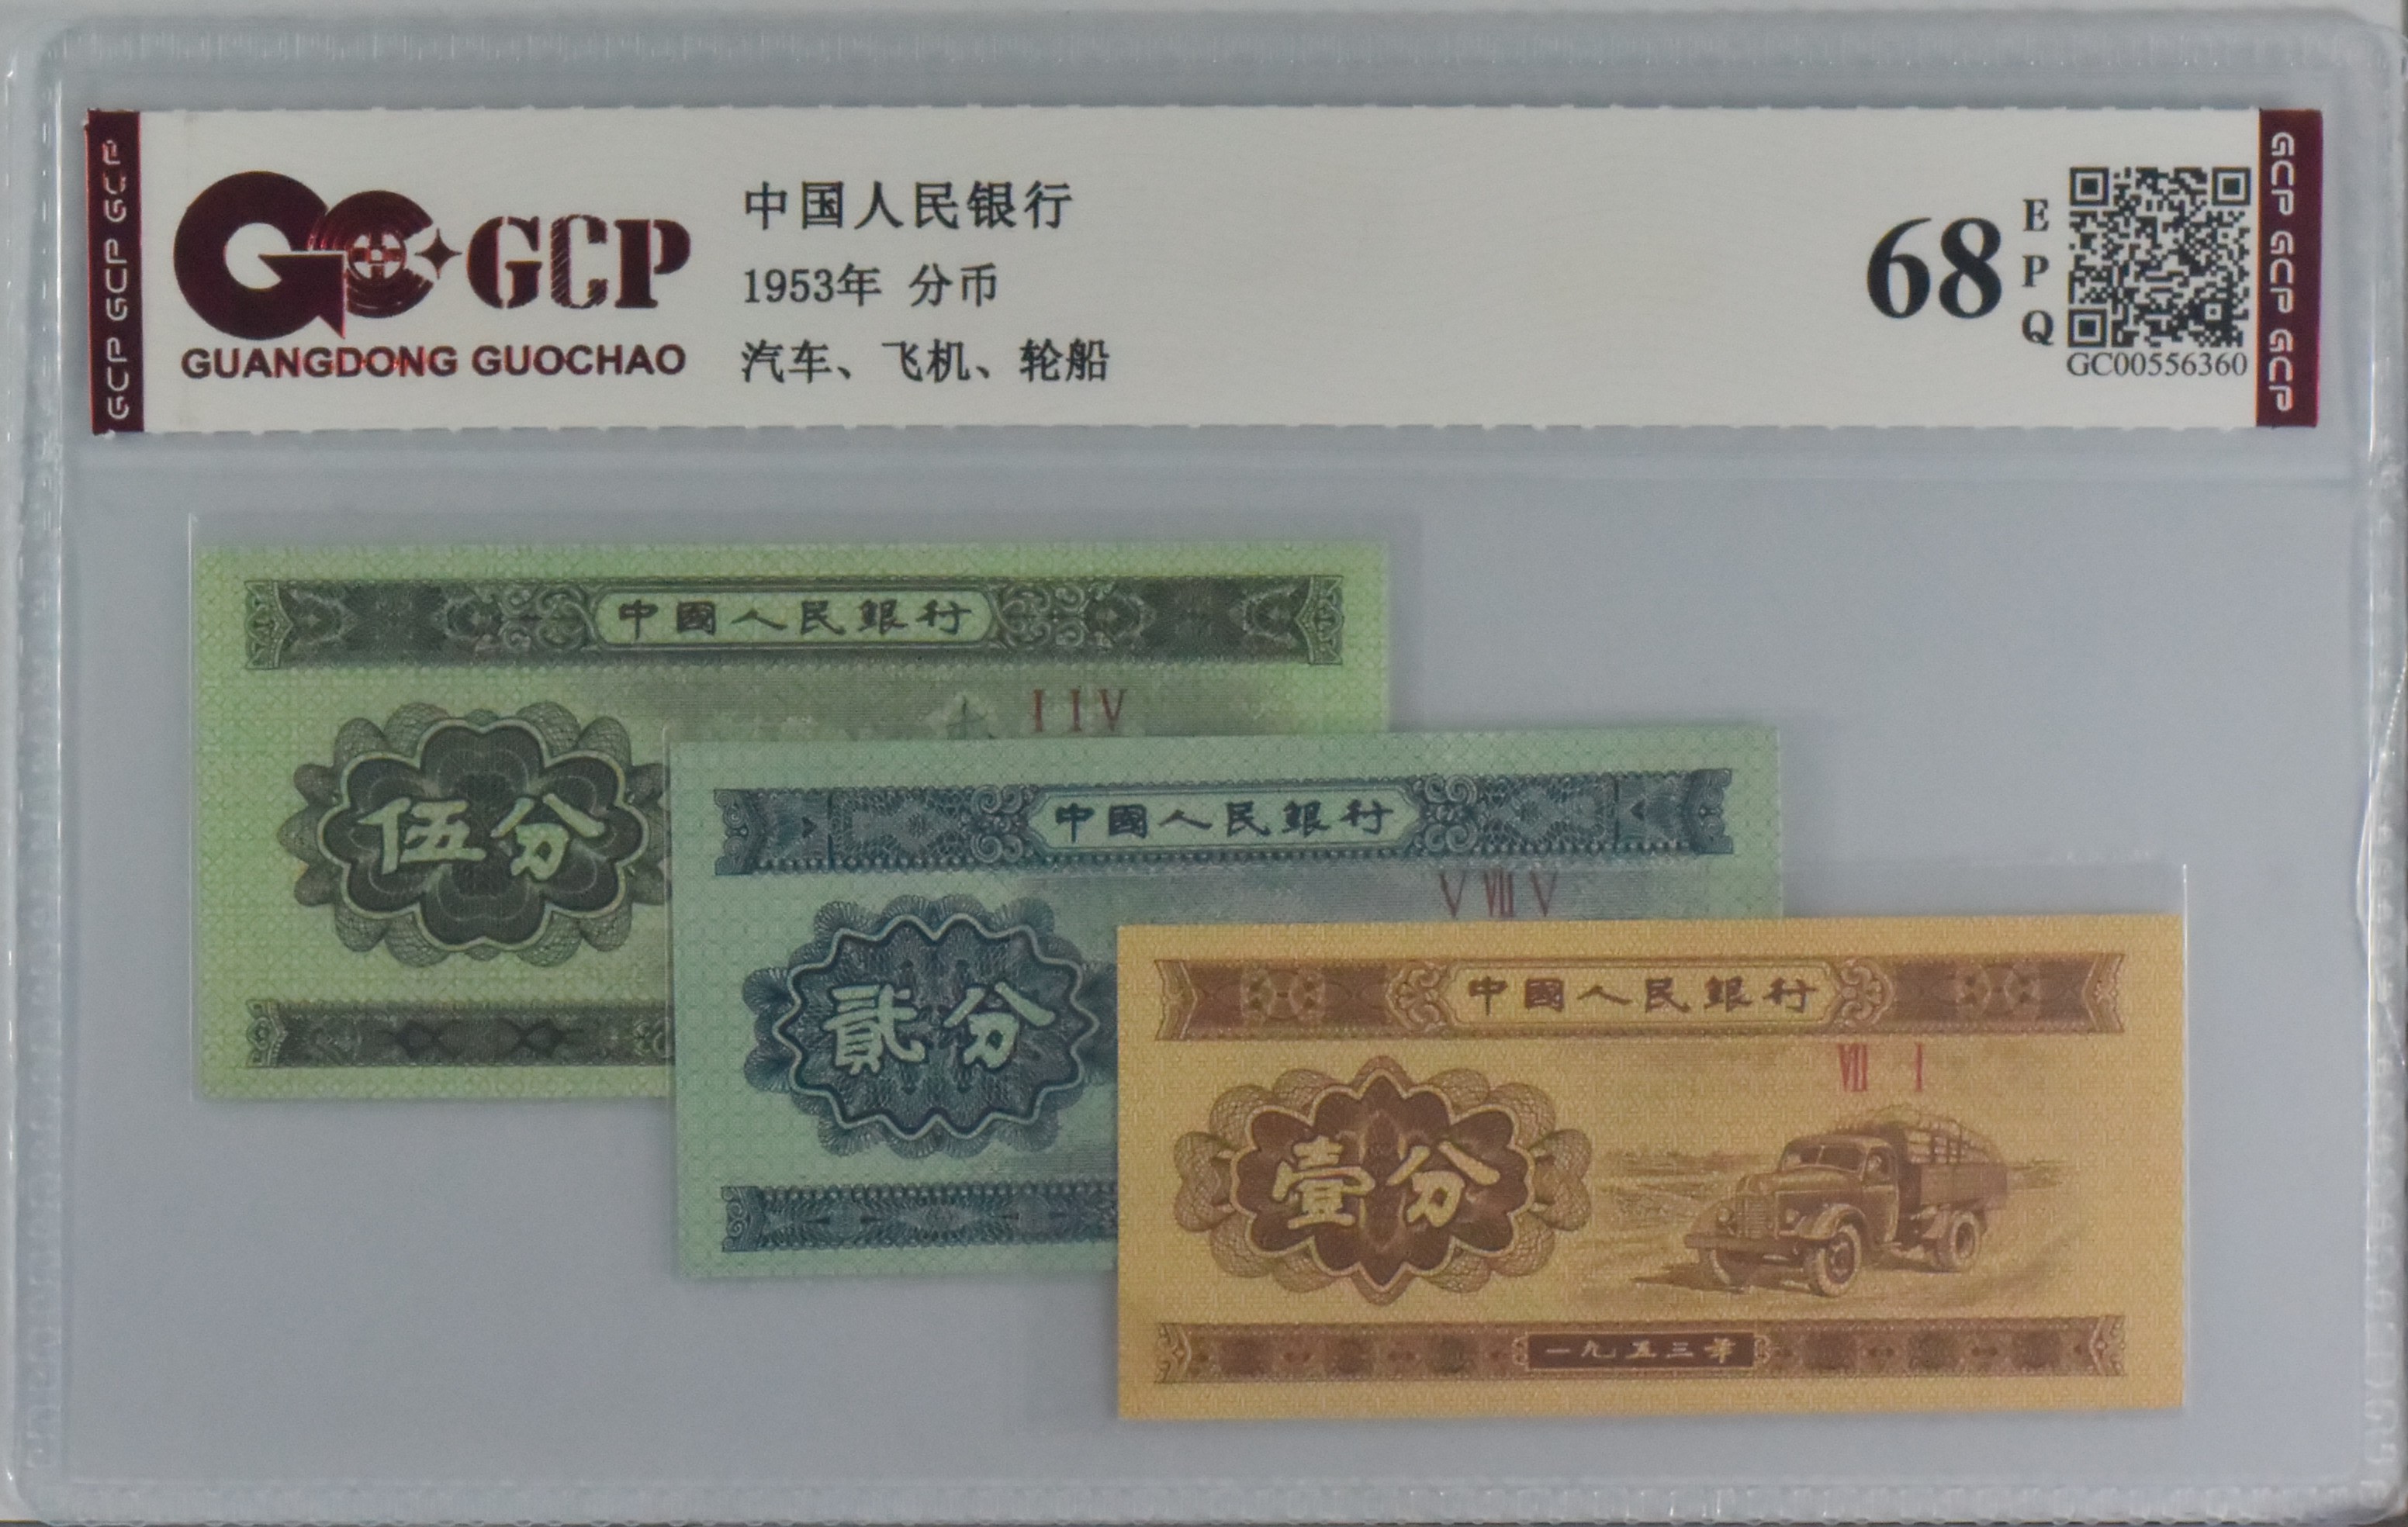 GCP GCP GCP
GCP
GUANGDONG GUOCHAO
中国人民银行
1953年 分币
汽车、飞机、轮船
68
E
P
Q
GC00556360
GCP GCP GCP
中國人民銀行
I I V
伍分
中國人民銀行
V VII V
貳分
中國人民銀行
VII I
壹分
一九五三年